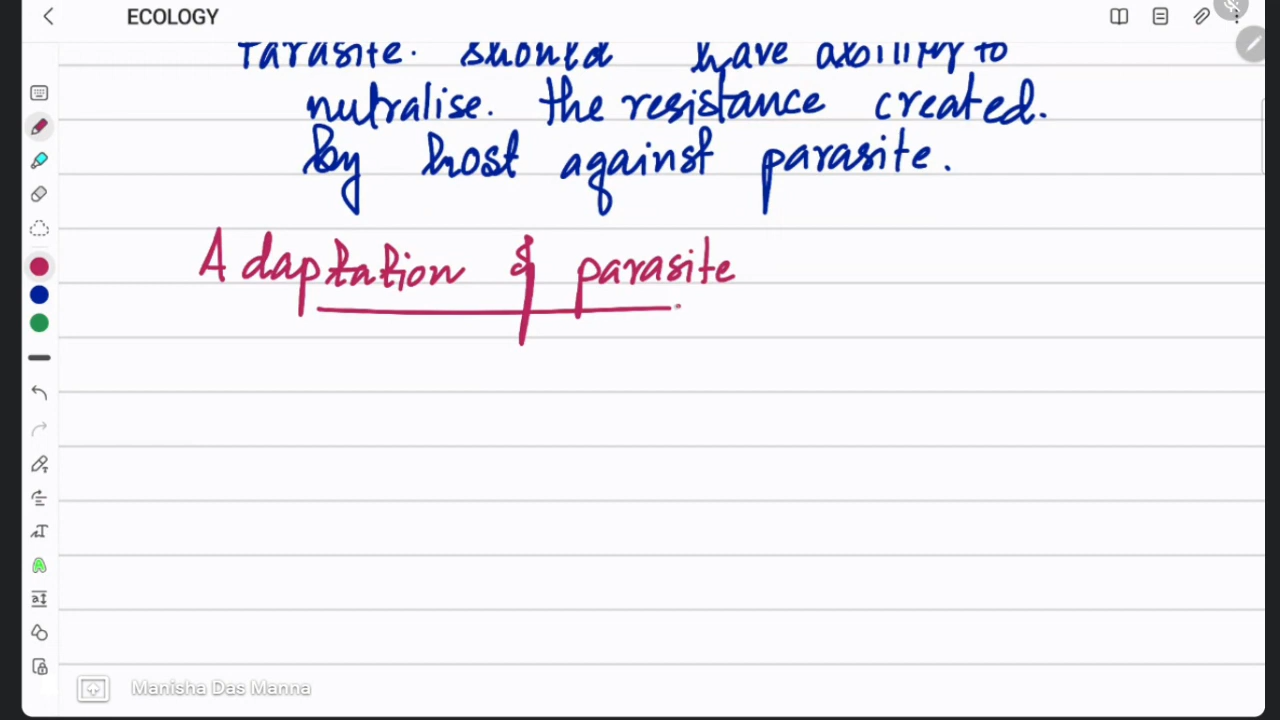 ECOLOGY
Parasite. should have ability to
nutralise. the resistance created.
by host against parasite.
Adaptation of parasite
Manisha Das Manna